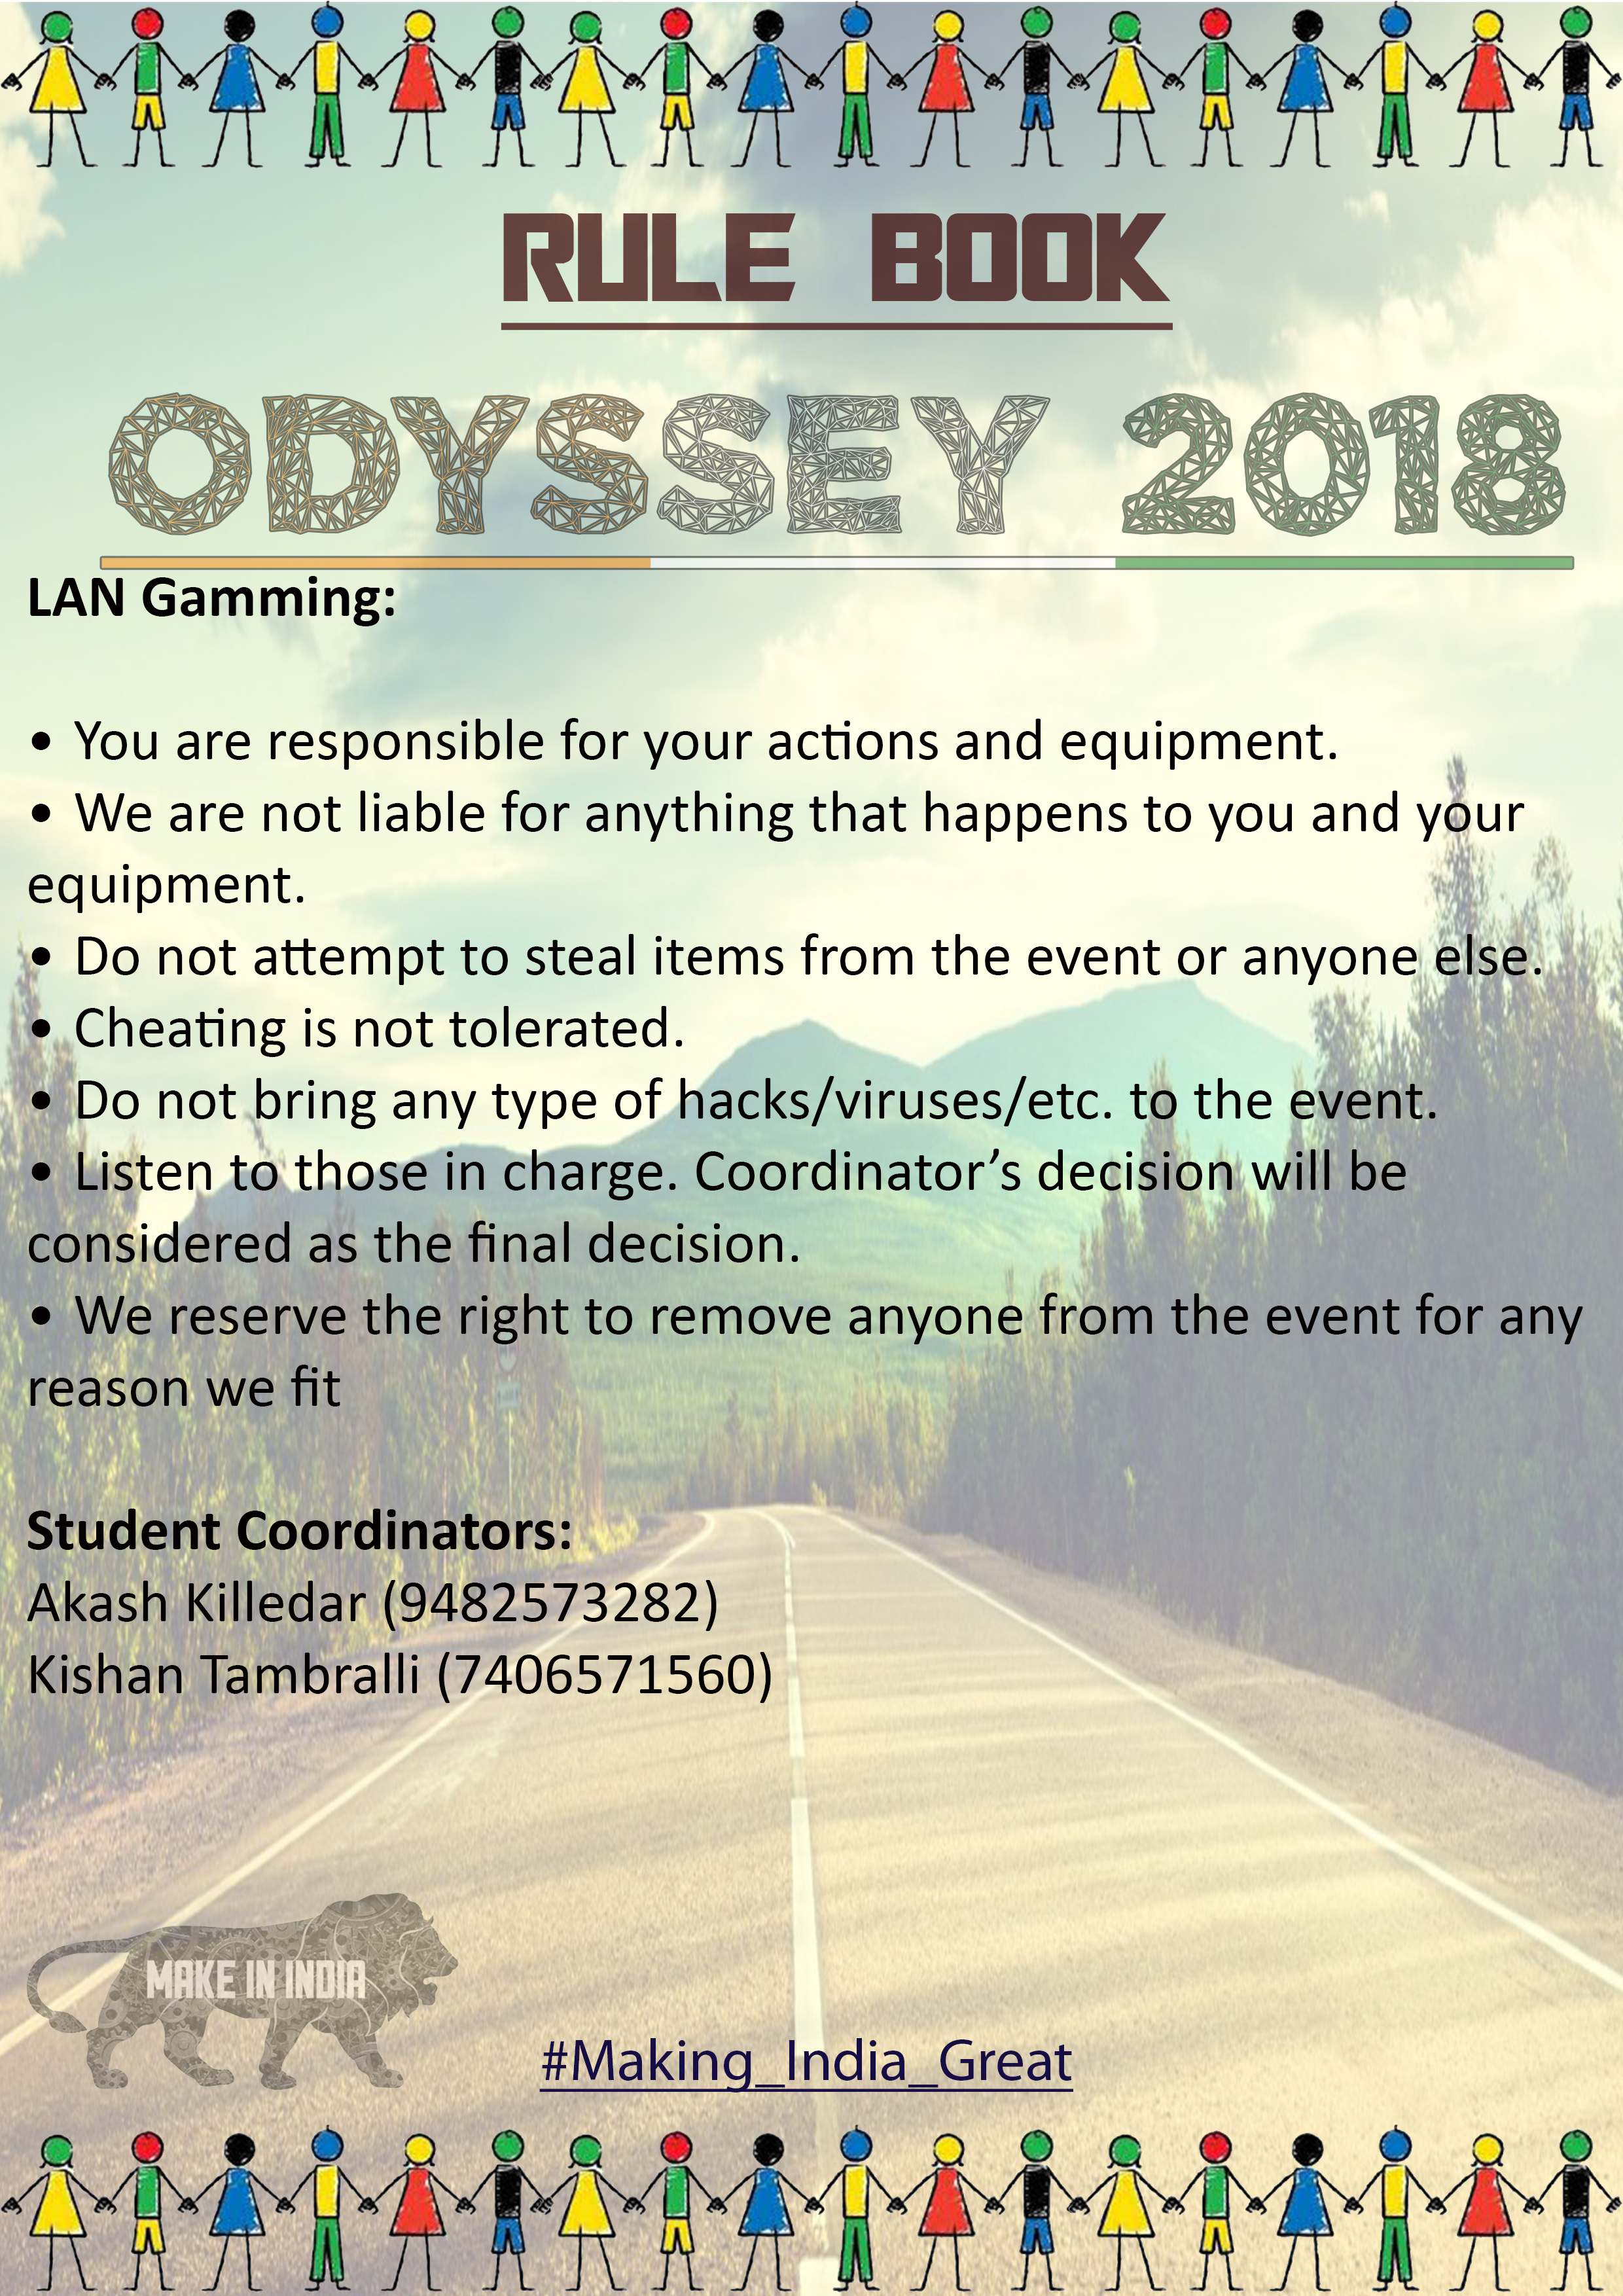 RULE BOOK
ODYSSEY 2018
LAN Gamming:
• You are responsible for your actions and equipment.
• We are not liable for anything that happens to you and your
equipment.
• Do not attempt to steal items from the event or anyone else.
• Cheating is not tolerated.
• Do not bring any type of hacks/viruses/etc. to the event.
• Listen to those in charge. Coordinator’s decision will be
considered as the final decision.
• We reserve the right to remove anyone from the event for any
reason we fit
Student Coordinators:
Akash Killedar (9482573282)
Kishan Tambralli (7406571560)
MAKE IN INDIA
#Making_India_Great